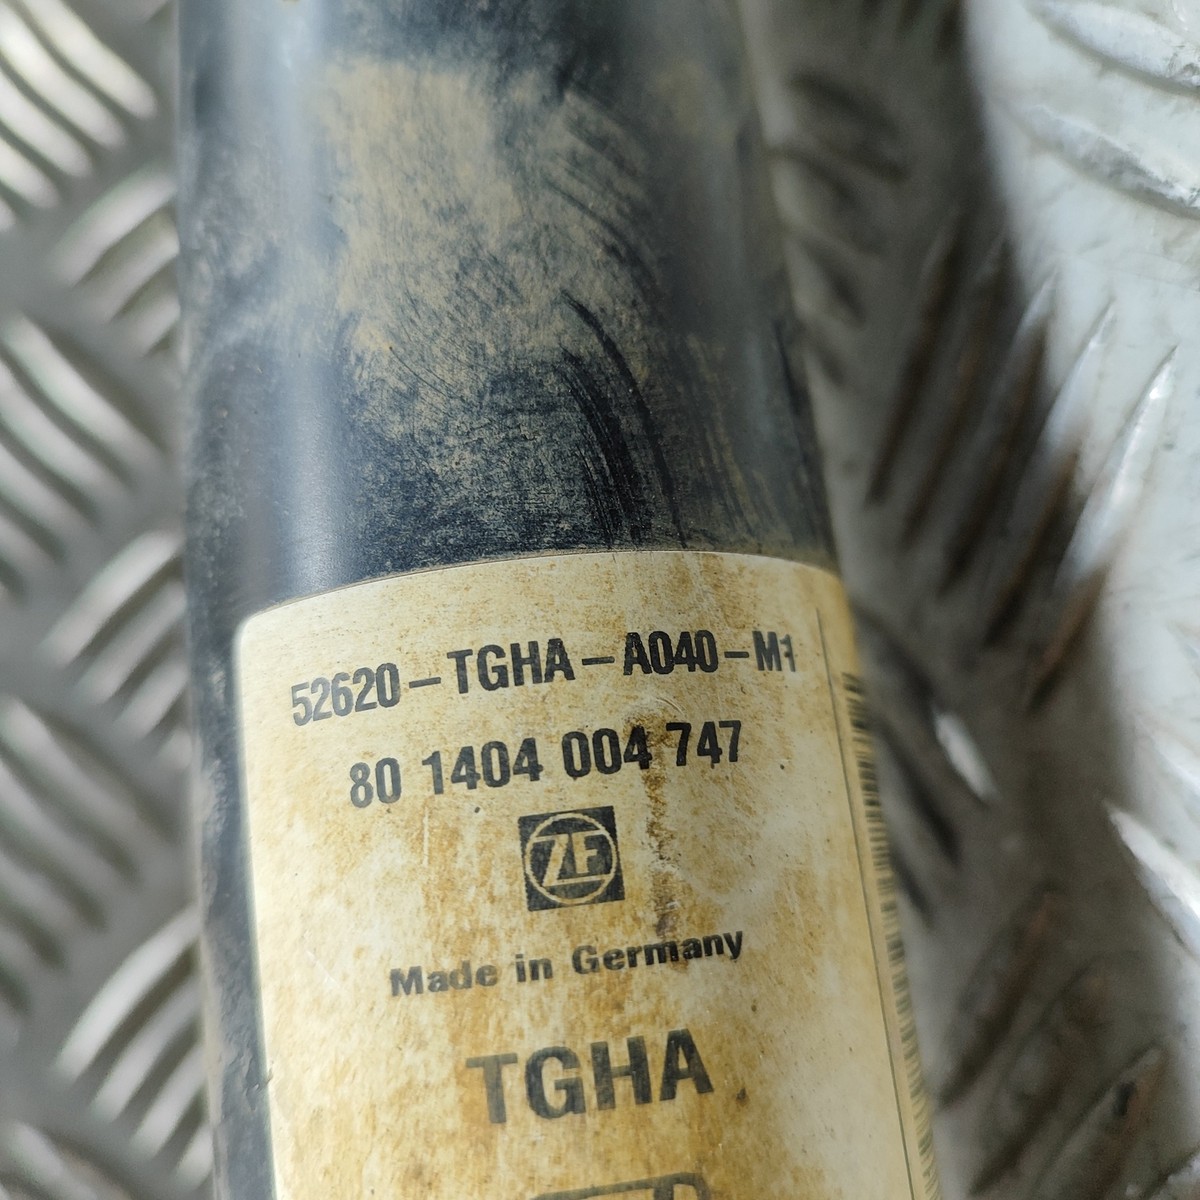 52620-TGHA-A040-M1
80 1404 004 747
ZF
Made in Germany
TGHA